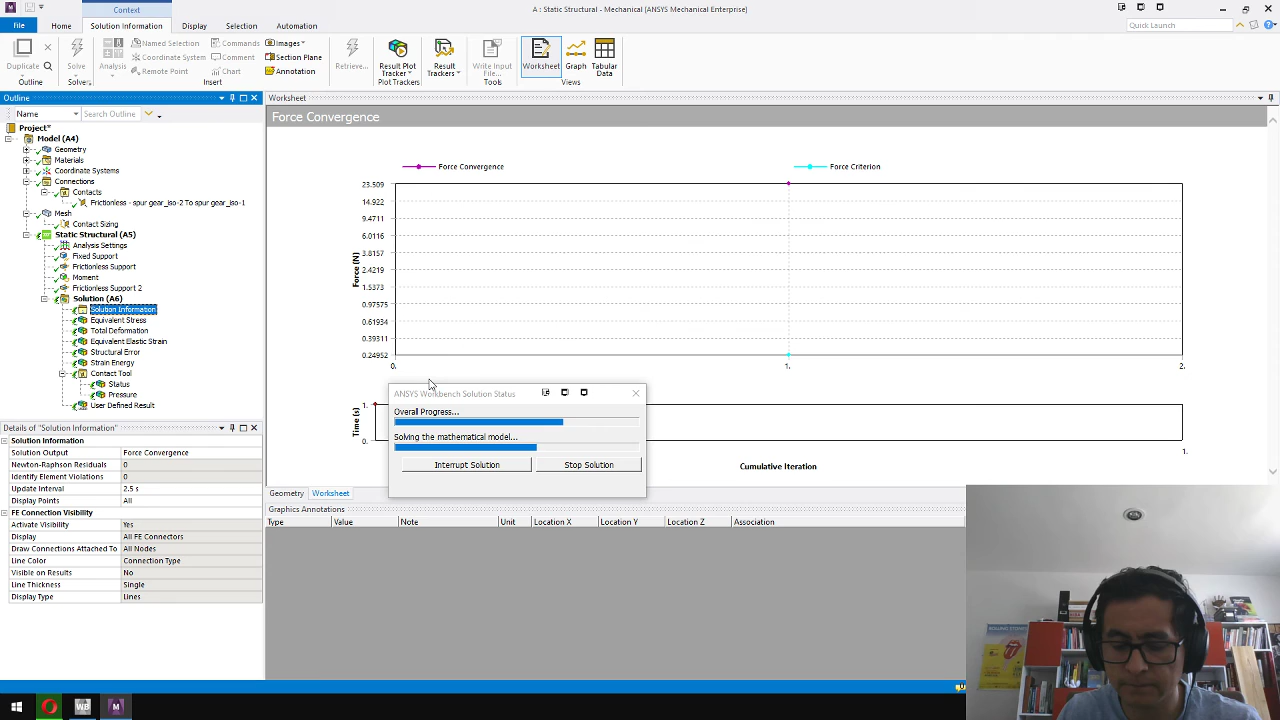 Context
A : Static Structural - Mechanical (ANSYS Mechanical Enterprise)
File Home Solution Information Display Selection Automation
Quick Launch
Duplicate
Outline
Solve
Solver
Analysis
Named Selection
Coordinate System
Remote Point
Commands
Comment
Chart
Images
Section Plane
Annotation
Insert
Retrieve...
Result Plot Tracker
Plot Trackers
Result Trackers
Write Input File...
Tools
Worksheet
Graph
Tabular Data
Views
Outline
Name Search Outline
Project*
Model (A4)
Geometry
Materials
Coordinate Systems
Connections
Contacts
Frictionless - spur gear_iso-2 To spur gear_iso-1
Mesh
Contact Sizing
Static Structural (A5)
Analysis Settings
Fixed Support
Frictionless Support
Moment
Frictionless Support 2
Solution (A6)
Solution Information
Equivalent Stress
Total Deformation
Equivalent Elastic Strain
Structural Error
Strain Energy
Contact Tool
Status
Pressure
User Defined Result
Details of "Solution Information"
Solution Information
Solution Output Force Convergence
Newton-Raphson Residuals 0
Identify Element Violations 0
Update Interval 2.5 s
Display Points All
FE Connection Visibility
Activate Visibility Yes
Display All FE Connectors
Draw Connections Attached To All Nodes
Line Color Connection Type
Visible on Results No
Line Thickness Single
Display Type Lines
Worksheet
Force Convergence
Force Convergence Force Criterion
23.509
14.922
9.4711
6.0116
3.8157
2.4219
1.5373
0.97575
0.61934
0.39311
0.24952
Force (N)
0. 1. 2.
1.
0.
Time (s)
1.
Cumulative Iteration
ANSYS Workbench Solution Status
Overall Progress...
Solving the mathematical model...
Interrupt Solution Stop Solution
Geometry Worksheet
Graphics Annotations
Type Value Note Unit Location X Location Y Location Z Association
WB M